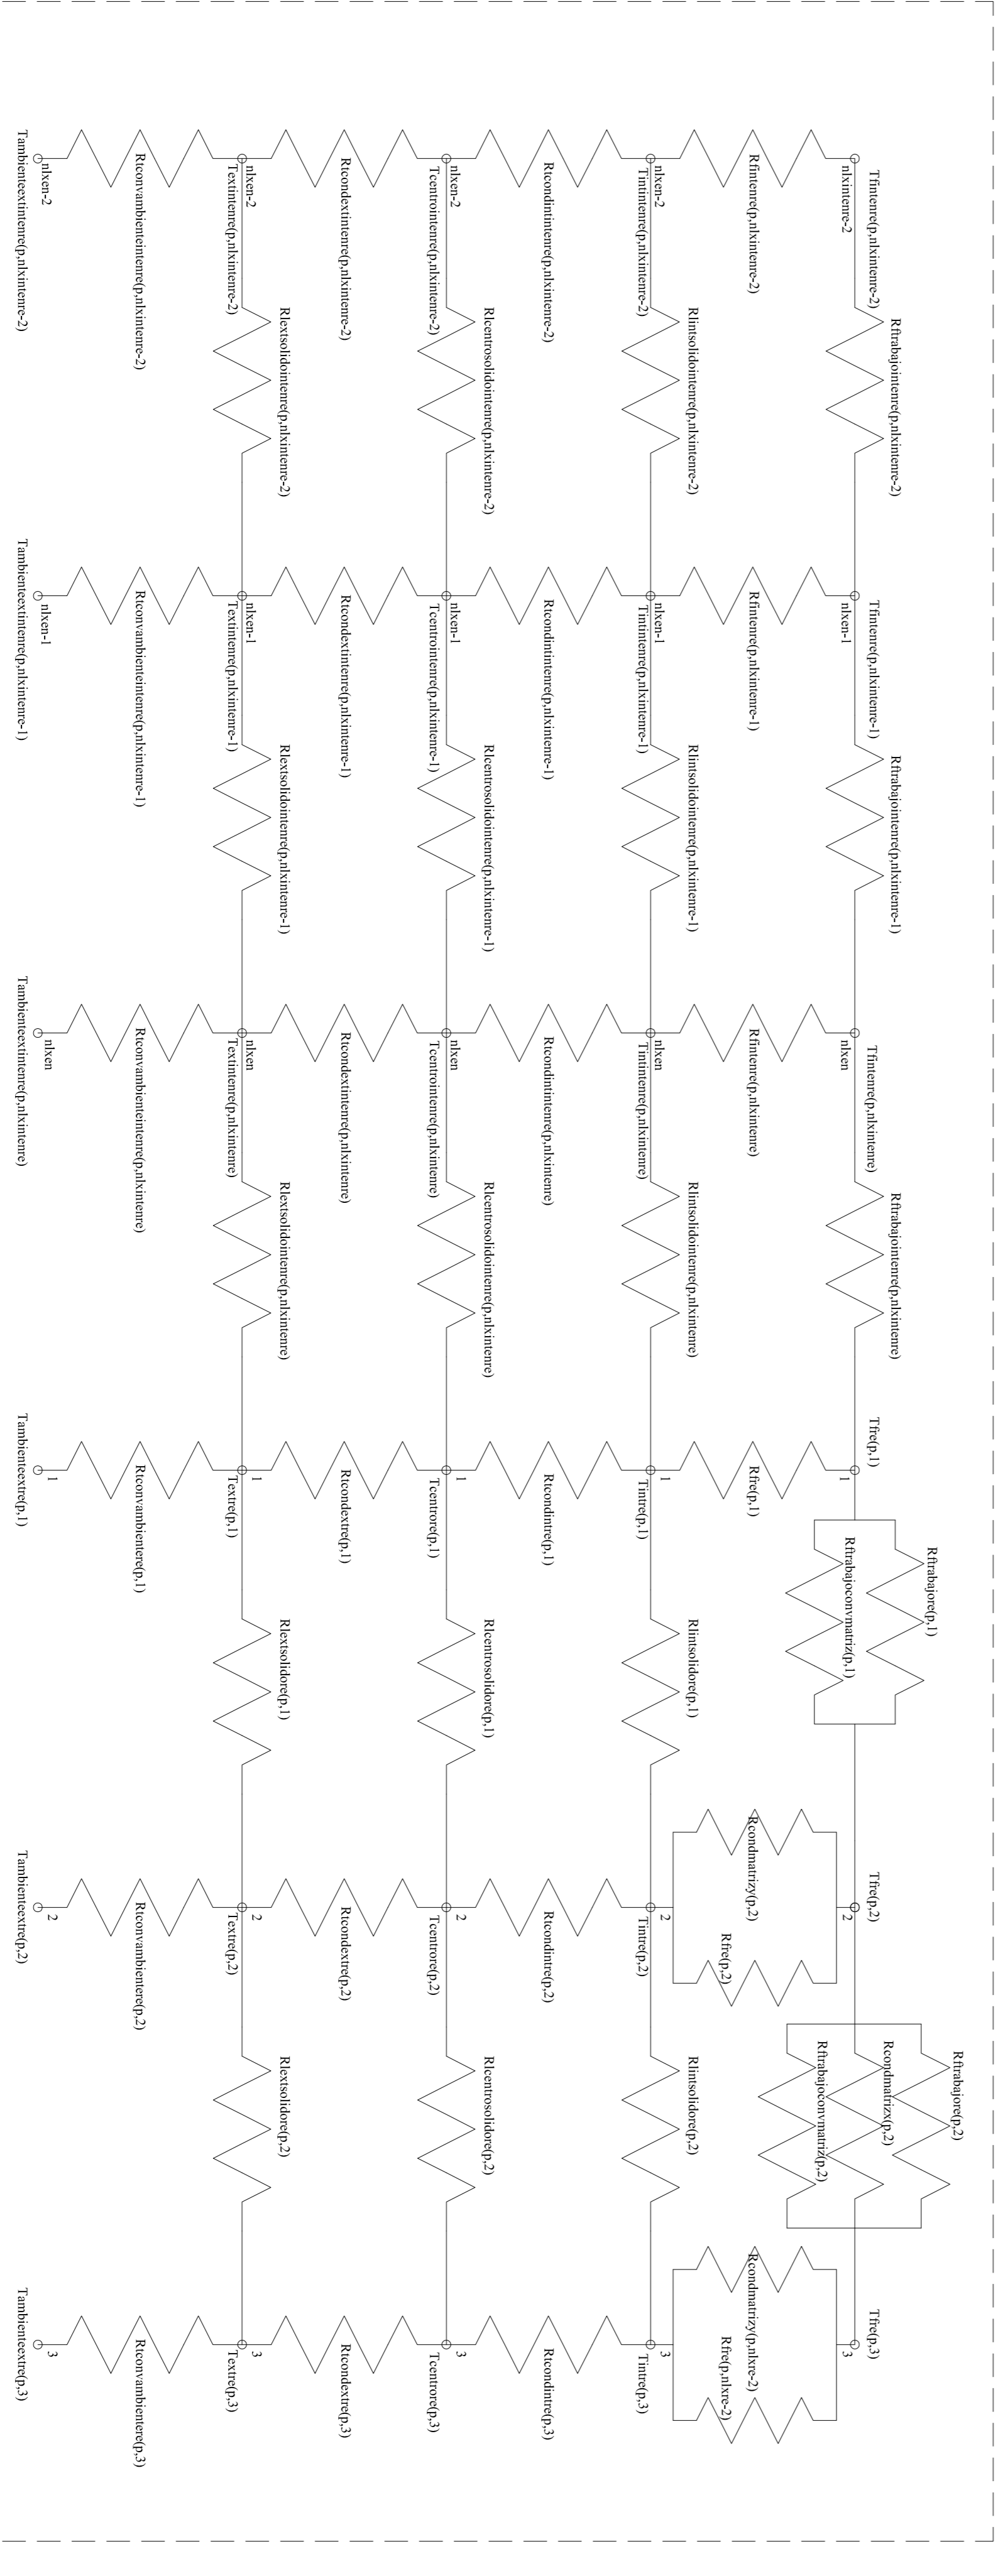 Rftrabajore(p,2)
Rftrabajore(p,1)
Rftrabajointenre(p,nlxintenre-2)
Rftrabajointenre(p,nlxintenre-1)
Rftrabajointenre(p,nlxintenre)
Rcondmatrizx(p,2)
Tfintenre(p,nlxintenre-2)
Tfintenre(p,nlxintenre-1)
Tfintenre(p,nlxintenre)
Tfre(p,1)
Tfre(p,2)
Tfre(p,3)
nlxintenre-2
nlxen-1
nlxen
1
Rftrabajoconvmatriz(p,1)
2
Rftrabajoconvmatriz(p,2)
3
Rfintenre(p,nlxintenre-2)
Rfintenre(p,nlxintenre-1)
Rfintenre(p,nlxintenre)
Rfre(p,1)
Rcondmatrizy(p,2)
Rcondmatrizy(p,nlxre-2)
Rfre(p,2)
Rfre(p,nlxre-2)
Rlintsolidointenre(p,nlxintenre-2)
Rlintsolidointenre(p,nlxintenre-1)
Rlintsolidointenre(p,nlxintenre)
Rlintsolidore(p,1)
Rlintsolidore(p,2)
nlxen-2
nlxen-1
nlxen
1
2
3
Tintintenre(p,nlxintenre-2)
Tintintenre(p,nlxintenre-1)
Tintintenre(p,nlxintenre)
Tintre(p,1)
Tintre(p,2)
Tintre(p,3)
Rtcondintintenre(p,nlxintenre-2)
Rtcondintintenre(p,nlxintenre-1)
Rtcondintintenre(p,nlxintenre)
Rtcondintre(p,1)
Rtcondintre(p,2)
Rtcondintre(p,3)
Rlcentrosolidointenre(p,nlxintenre-2)
Rlcentrosolidointenre(p,nlxintenre-1)
Rlcentrosolidointenre(p,nlxintenre)
Rlcentrosolidore(p,1)
Rlcentrosolidore(p,2)
nlxen-2
nlxen-1
nlxen
1
2
3
Tcentrointenre(p,nlxintenre-2)
Tcentrointenre(p,nlxintenre-1)
Tcentrointenre(p,nlxintenre)
Tcentrore(p,1)
Tcentrore(p,2)
Tcentrore(p,3)
Rtcondextintenre(p,nlxintenre-2)
Rtcondextintenre(p,nlxintenre-1)
Rtcondextintenre(p,nlxintenre)
Rtcondextre(p,1)
Rtcondextre(p,2)
Rtcondextre(p,3)
Rlextsolidointenre(p,nlxintenre-2)
Rlextsolidointenre(p,nlxintenre-1)
Rlextsolidointenre(p,nlxintenre)
Rlextsolidore(p,1)
Rlextsolidore(p,2)
nlxen-2
nlxen-1
nlxen
1
2
3
Textintenre(p,nlxintenre-2)
Textintenre(p,nlxintenre-1)
Textintenre(p,nlxintenre)
Textre(p,1)
Textre(p,2)
Textre(p,3)
Rtconvambienteintenre(p,nlxintenre-2)
Rtconvambienteintenre(p,nlxintenre-1)
Rtconvambienteintenre(p,nlxintenre)
Rtconvambientere(p,1)
Rtconvambientere(p,2)
Rtconvambientere(p,3)
nlxen-2
nlxen-1
nlxen
1
2
3
Tambienteextintenre(p,nlxintenre-2)
Tambienteextintenre(p,nlxintenre-1)
Tambienteextintenre(p,nlxintenre)
Tambienteextre(p,1)
Tambienteextre(p,2)
Tambienteextre(p,3)